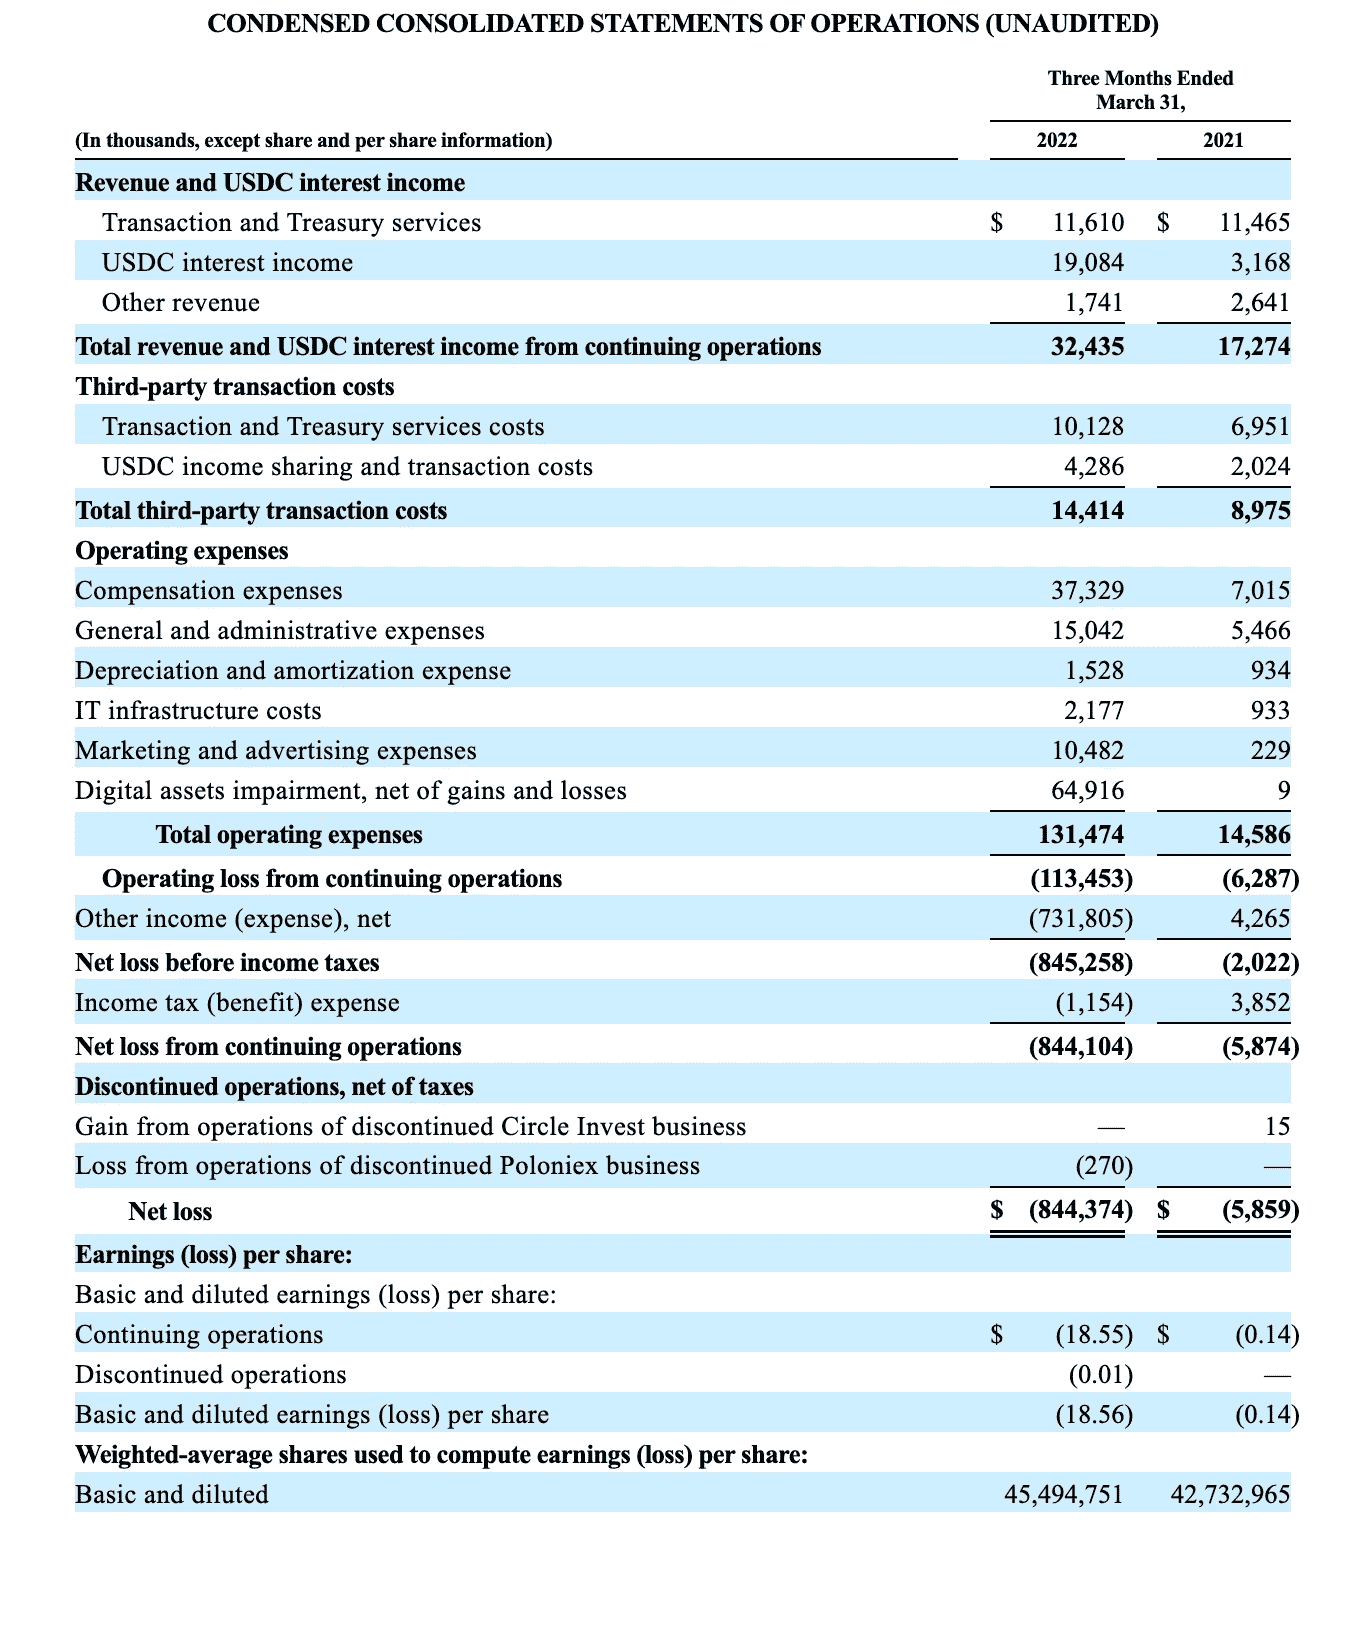 CONDENSED CONSOLIDATED STATEMENTS OF OPERATIONS (UNAUDITED)
Three Months Ended
March 31,
(In thousands, except share and per share information) 2022 2021
Revenue and USDC interest income
Transaction and Treasury services $ 11,610 $ 11,465
USDC interest income 19,084 3,168
Other revenue 1,741 2,641
Total revenue and USDC interest income from continuing operations 32,435 17,274
Third-party transaction costs
Transaction and Treasury services costs 10,128 6,951
USDC income sharing and transaction costs 4,286 2,024
Total third-party transaction costs 14,414 8,975
Operating expenses
Compensation expenses 37,329 7,015
General and administrative expenses 15,042 5,466
Depreciation and amortization expense 1,528 934
IT infrastructure costs 2,177 933
Marketing and advertising expenses 10,482 229
Digital assets impairment, net of gains and losses 64,916 9
Total operating expenses 131,474 14,586
Operating loss from continuing operations (113,453) (6,287)
Other income (expense), net (731,805) 4,265
Net loss before income taxes (845,258) (2,022)
Income tax (benefit) expense (1,154) 3,852
Net loss from continuing operations (844,104) (5,874)
Discontinued operations, net of taxes
Gain from operations of discontinued Circle Invest business — 15
Loss from operations of discontinued Poloniex business (270) —
Net loss $ (844,374) $ (5,859)
Earnings (loss) per share:
Basic and diluted earnings (loss) per share:
Continuing operations $ (18.55) $ (0.14)
Discontinued operations (0.01) —
Basic and diluted earnings (loss) per share (18.56) (0.14)
Weighted-average shares used to compute earnings (loss) per share:
Basic and diluted 45,494,751 42,732,965